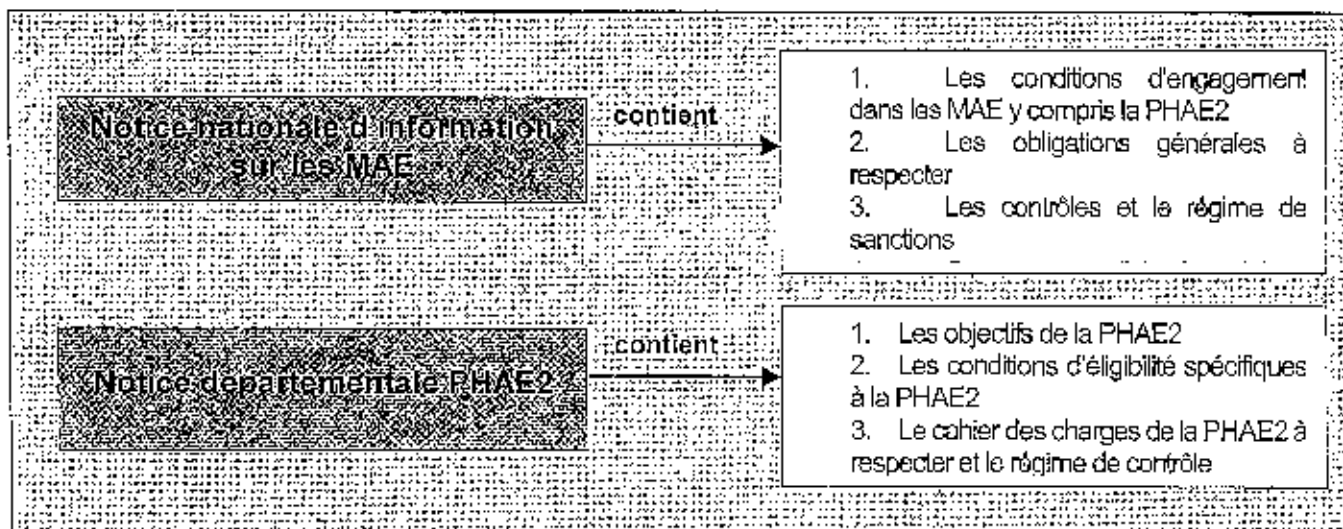 Notice nationale d'information
sur les MAE
contient
1. Les conditions d'engagement
dans les MAE y compris la PHAE2
2. Les obligations générales à
respecter
3. Les contrôles et le régime de
sanctions
Notice départementale PHAE2
contient
1. Les objectifs de la PHAE2
2. Les conditions d'éligibilité spécifiques
à la PHAE2
3. Le cahier des charges de la PHAE2 à
respecter et le régime de contrôle